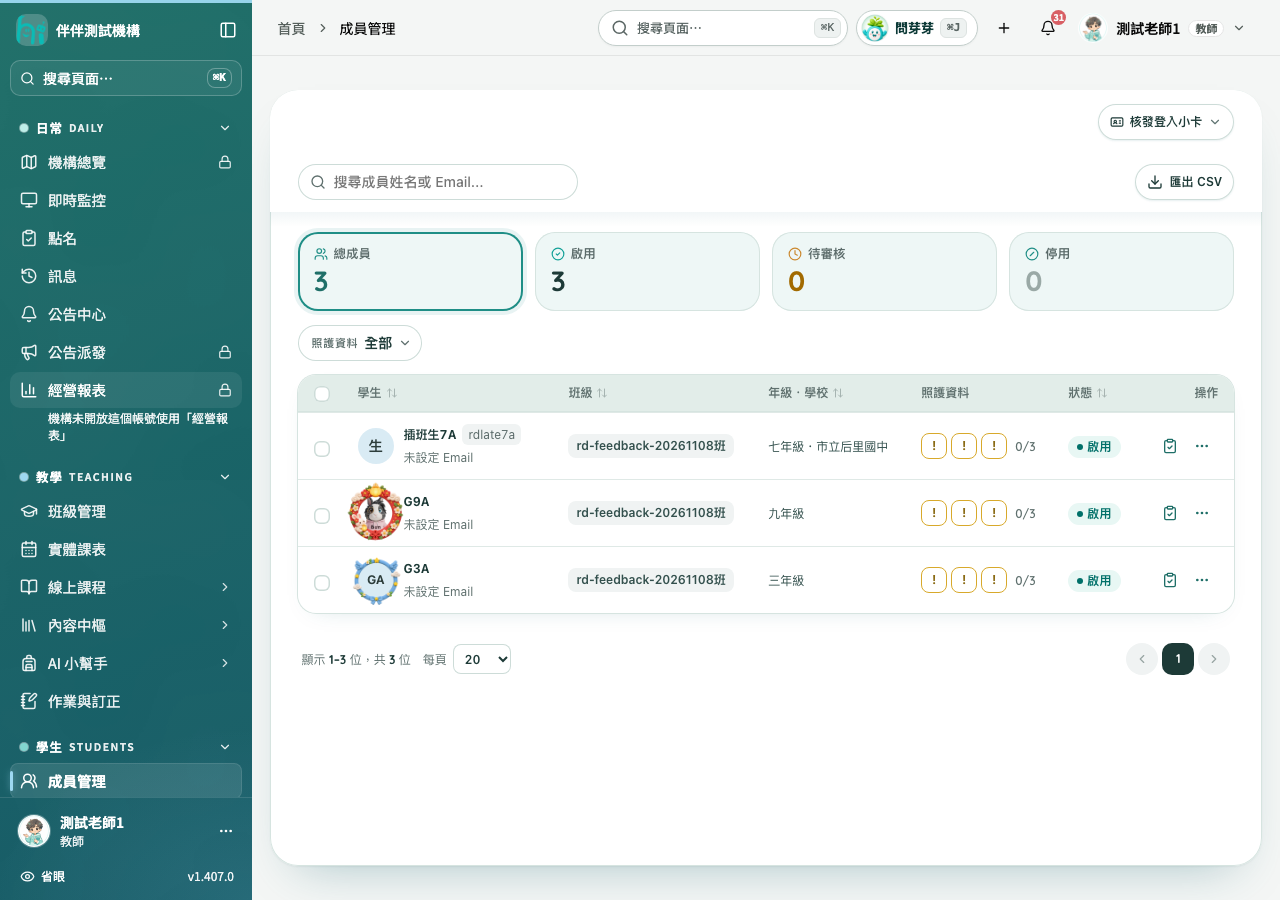 伴伴測試機構
搜尋頁面⋯
⌘K
日常 DAILY
機構總覽
即時監控
點名
訊息
公告中心
公告派發
經營報表
機構未開放這個帳號使用「經營報
表」
教學 TEACHING
班級管理
實體課表
線上課程
內容中樞
AI 小幫手
作業與訂正
學生 STUDENTS
成員管理
測試老師1
教師
省眼
v1.407.0
首頁
成員管理
搜尋頁面⋯
⌘K
問芽芽
⌘J
31
測試老師1
教師
核發登入小卡
搜尋成員姓名或 Email...
匯出 CSV
總成員
3
啟用
3
待審核
0
停用
0
照護資料 全部
學生 班級 年級・學校 照護資料 狀態 操作
生 插班生7A rdlate7a
未設定 Email
rd-feedback-20261108班
七年級・市立后里國中
! ! ! 0/3
啟用
G9A
未設定 Email
rd-feedback-20261108班
九年級
! ! ! 0/3
啟用
GA G3A
未設定 Email
rd-feedback-20261108班
三年級
! ! ! 0/3
啟用
顯示 1–3 位，共 3 位
每頁 20
1